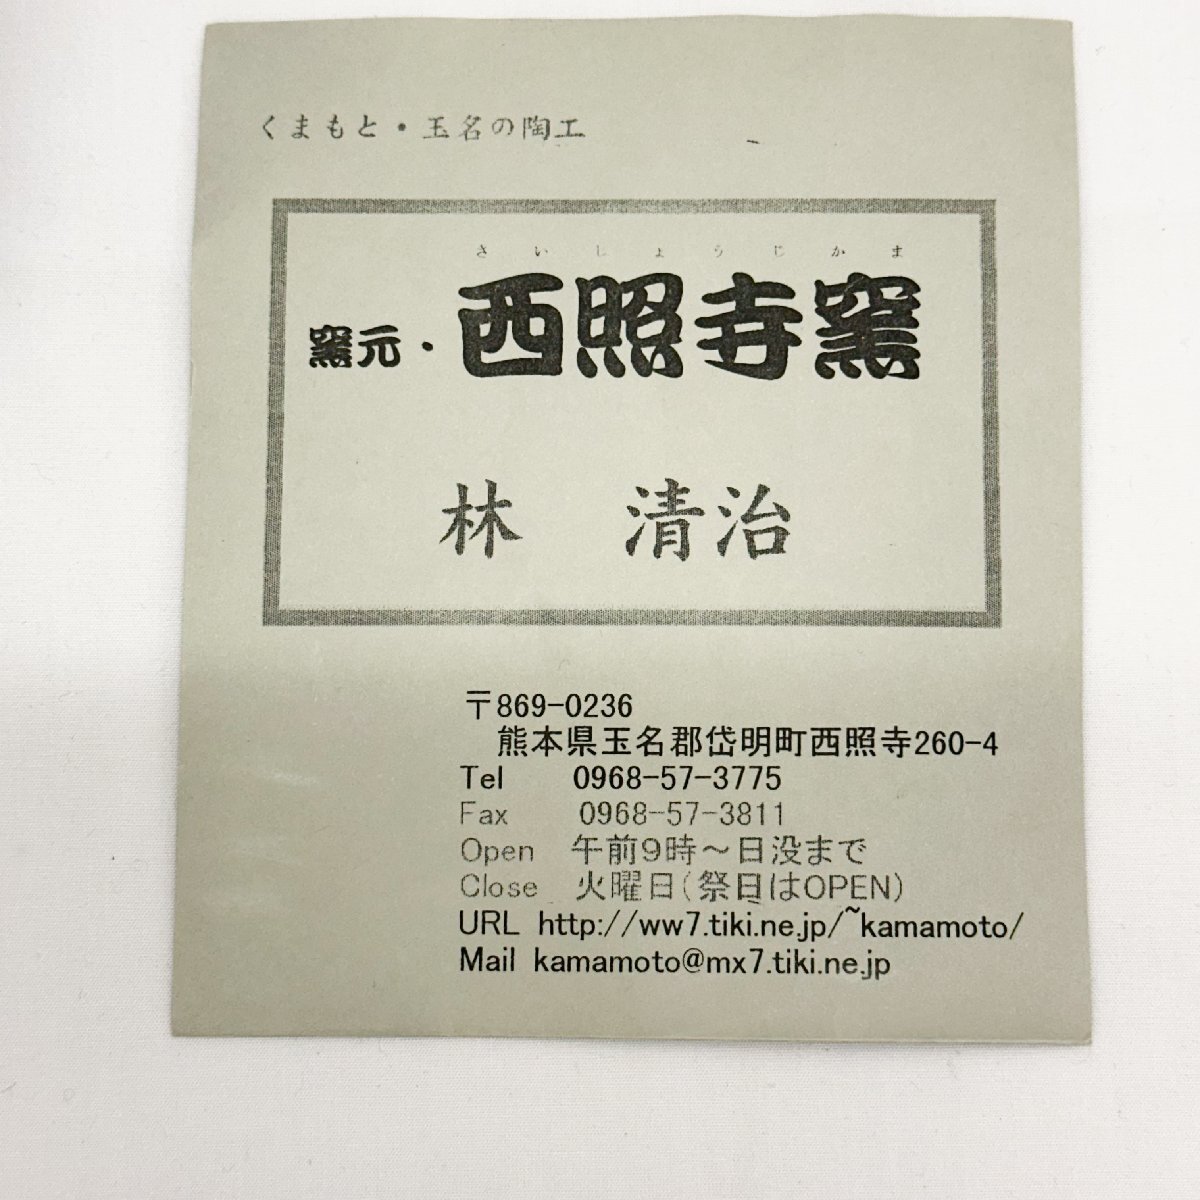 くまもと・玉名の陶工
さいしょうじかま
窯元・西照寺窯
林 清治
〒869-0236
熊本県玉名郡岱明町西照寺260-4
Tel 0968-57-3775
Fax 0968-57-3811
Open 午前9時～日没まで
Close 火曜日(祭日はOPEN)
URL http://ww7.tiki.ne.jp/~kamamoto/
Mail kamamoto@mx7.tiki.ne.jp